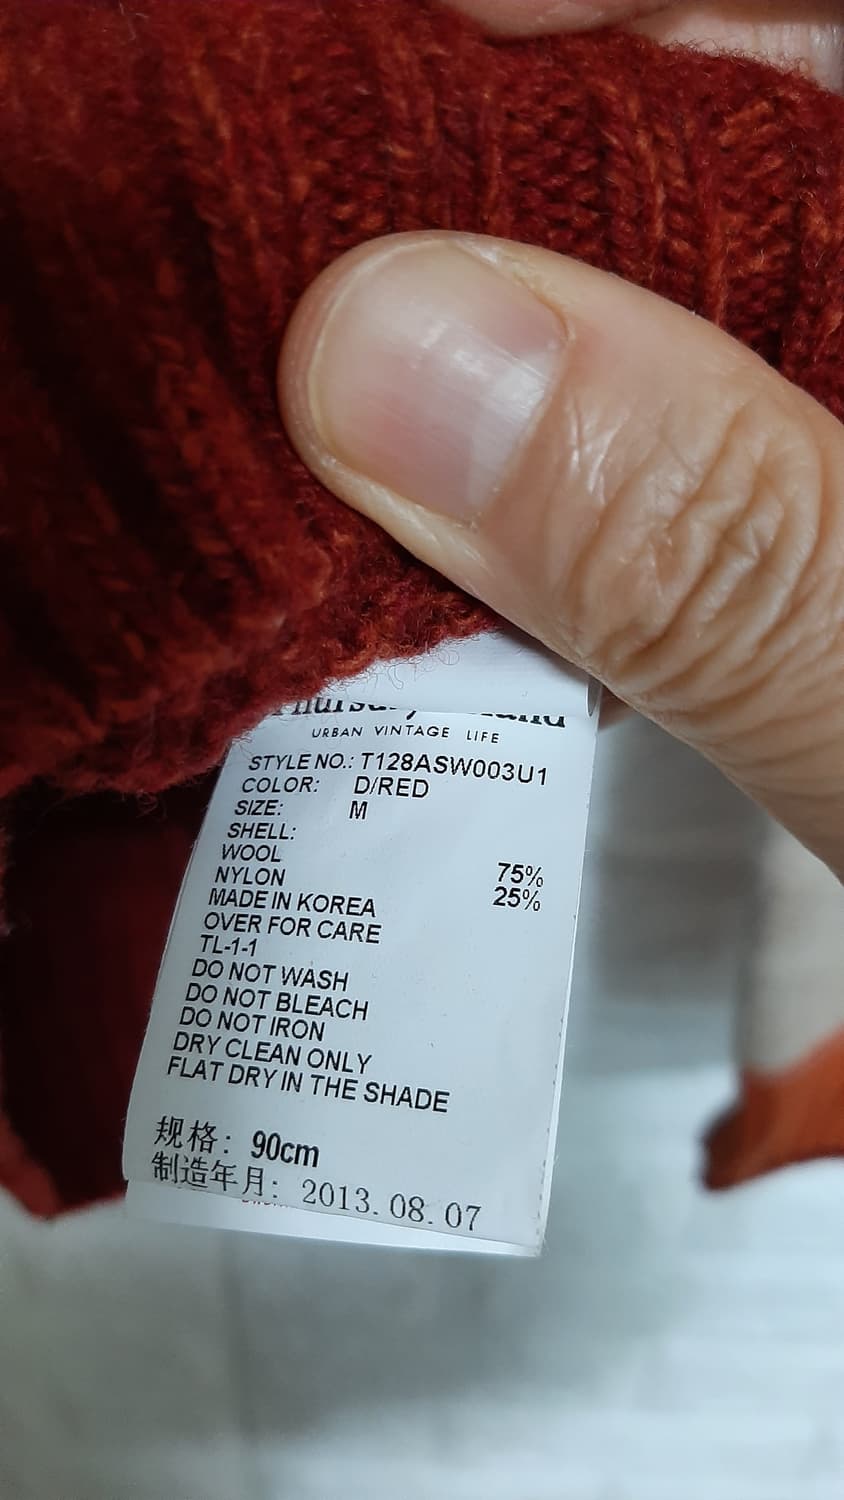 URBAN VINTAGE LIFE
STYLE NO.: T128ASW003U1
COLOR: D/RED
SIZE: M
SHELL:
WOOL 75%
NYLON 25%
MADE IN KOREA
OVER FOR CARE
TL-1-1
DO NOT WASH
DO NOT BLEACH
DO NOT IRON
DRY CLEAN ONLY
FLAT DRY IN THE SHADE
规格: 90cm
制造年月: 2013.08.07